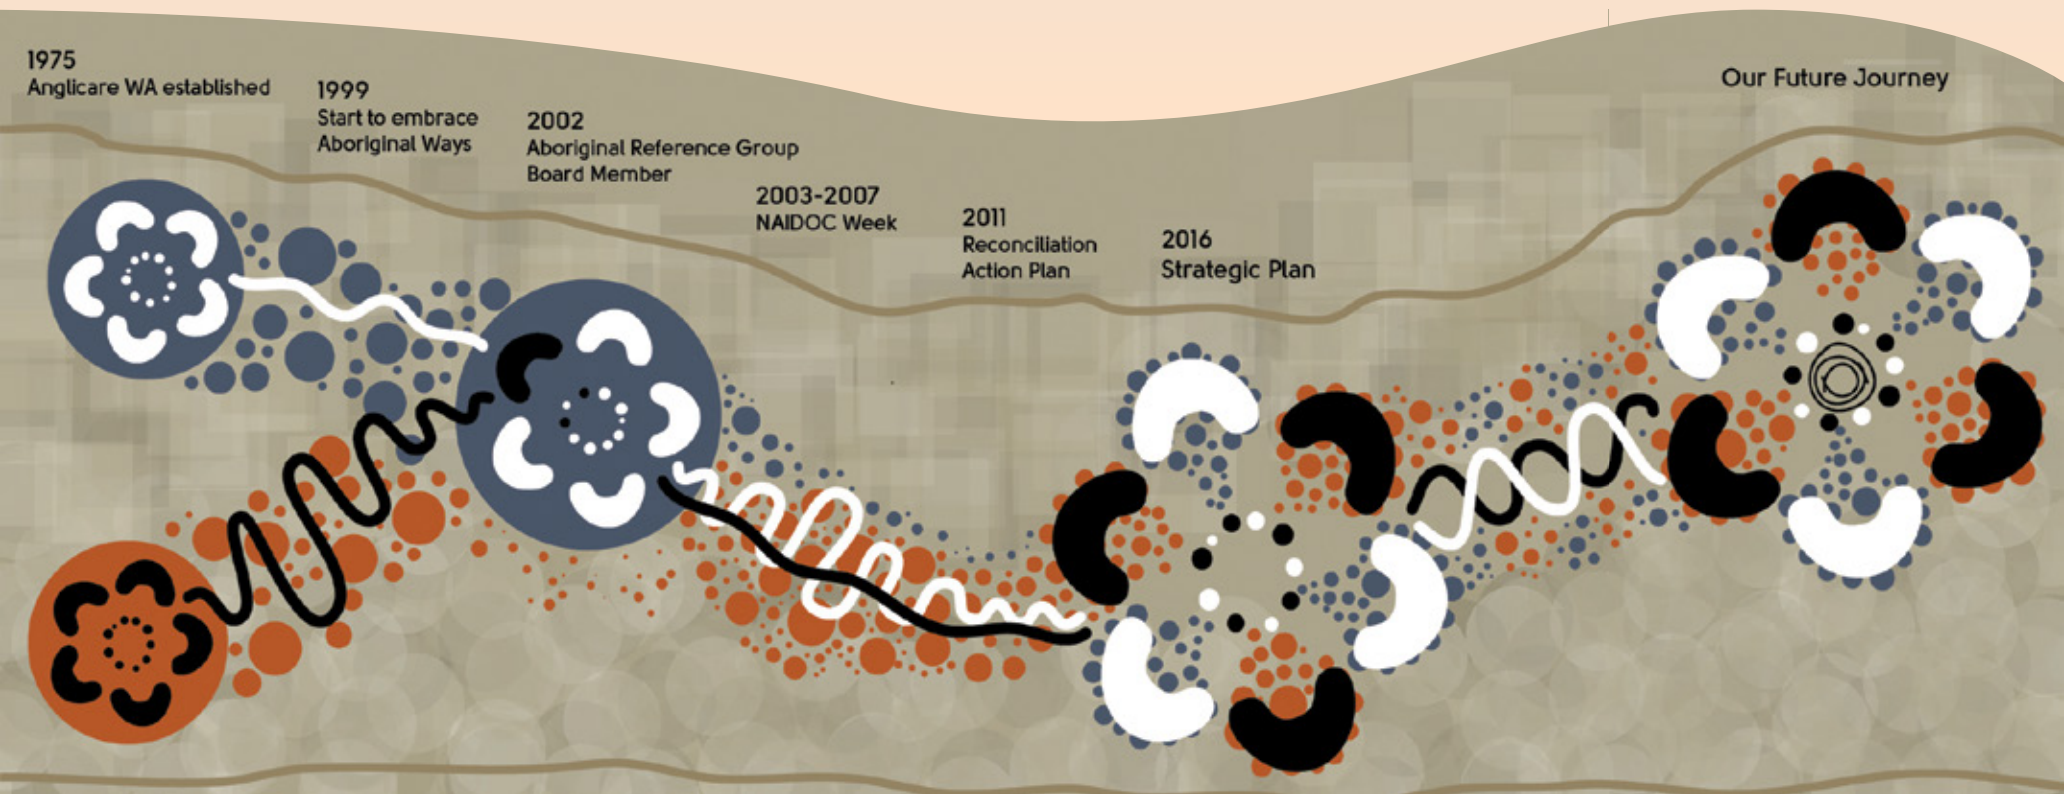 1975
Anglicare WA established
1999
Start to embrace
Aboriginal Ways
2002
Aboriginal Reference Group
Board Member
2003-2007
NAIDOC Week
2011
Reconciliation
Action Plan
2016
Strategic Plan
Our Future Journey